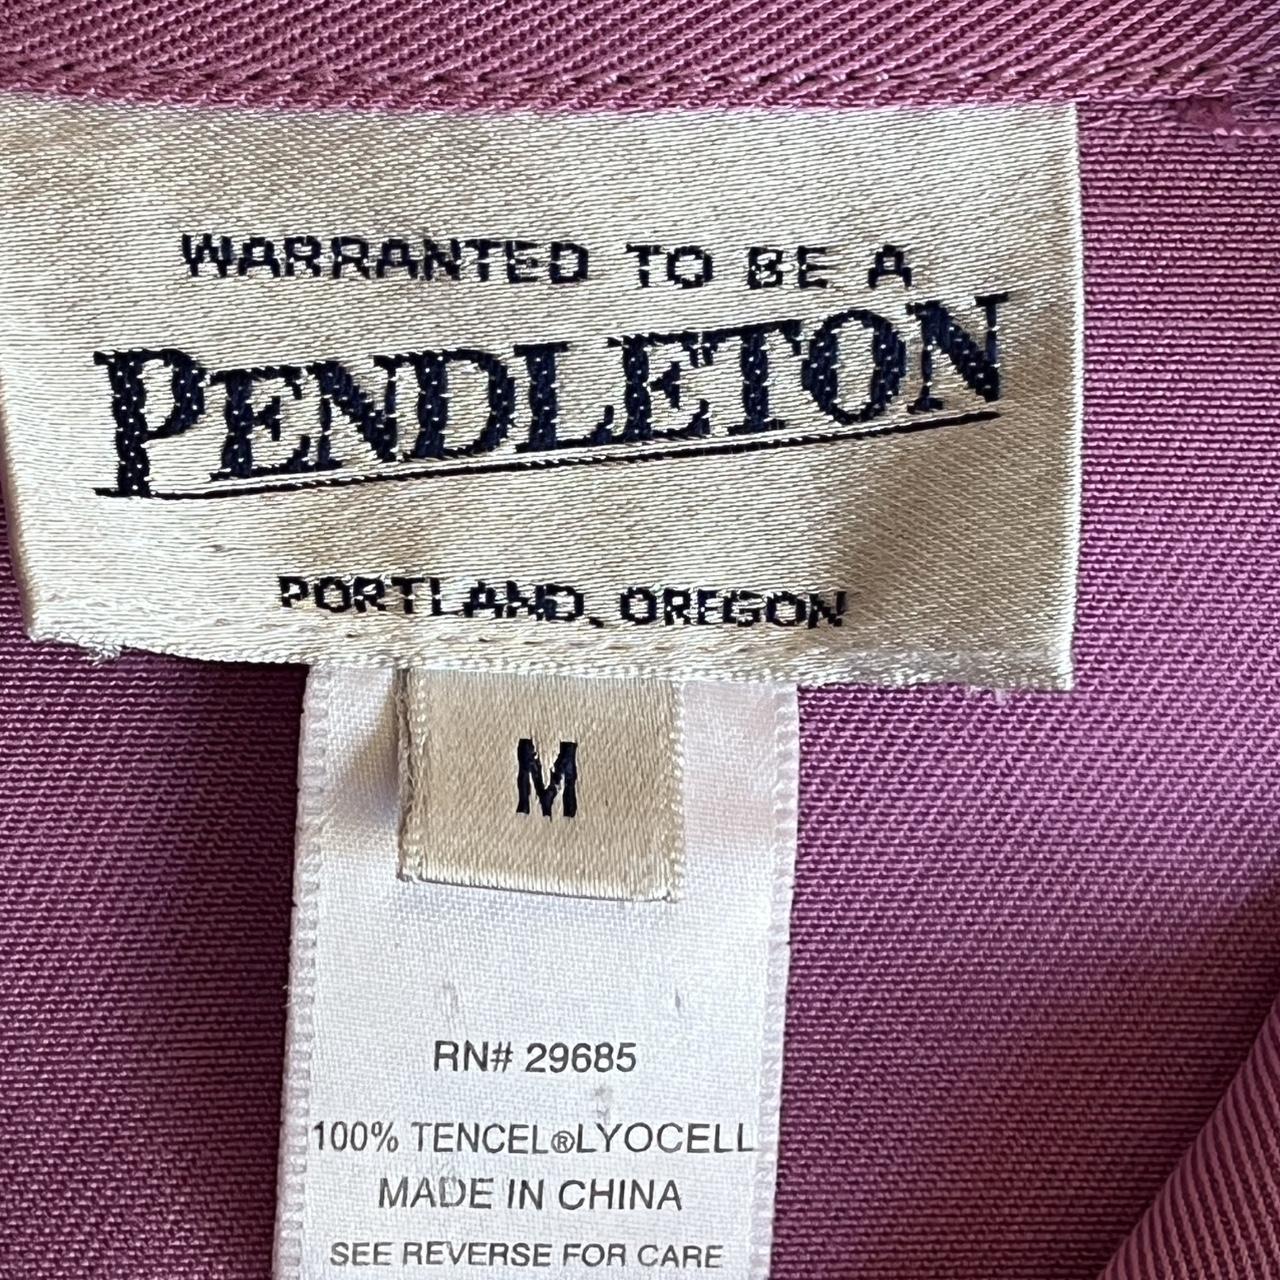 WARRANTED TO BE A
PENDLETON
PORTLAND, OREGON
M
RN# 29685
100% TENCEL®LYOCELL
MADE IN CHINA
SEE REVERSE FOR CARE